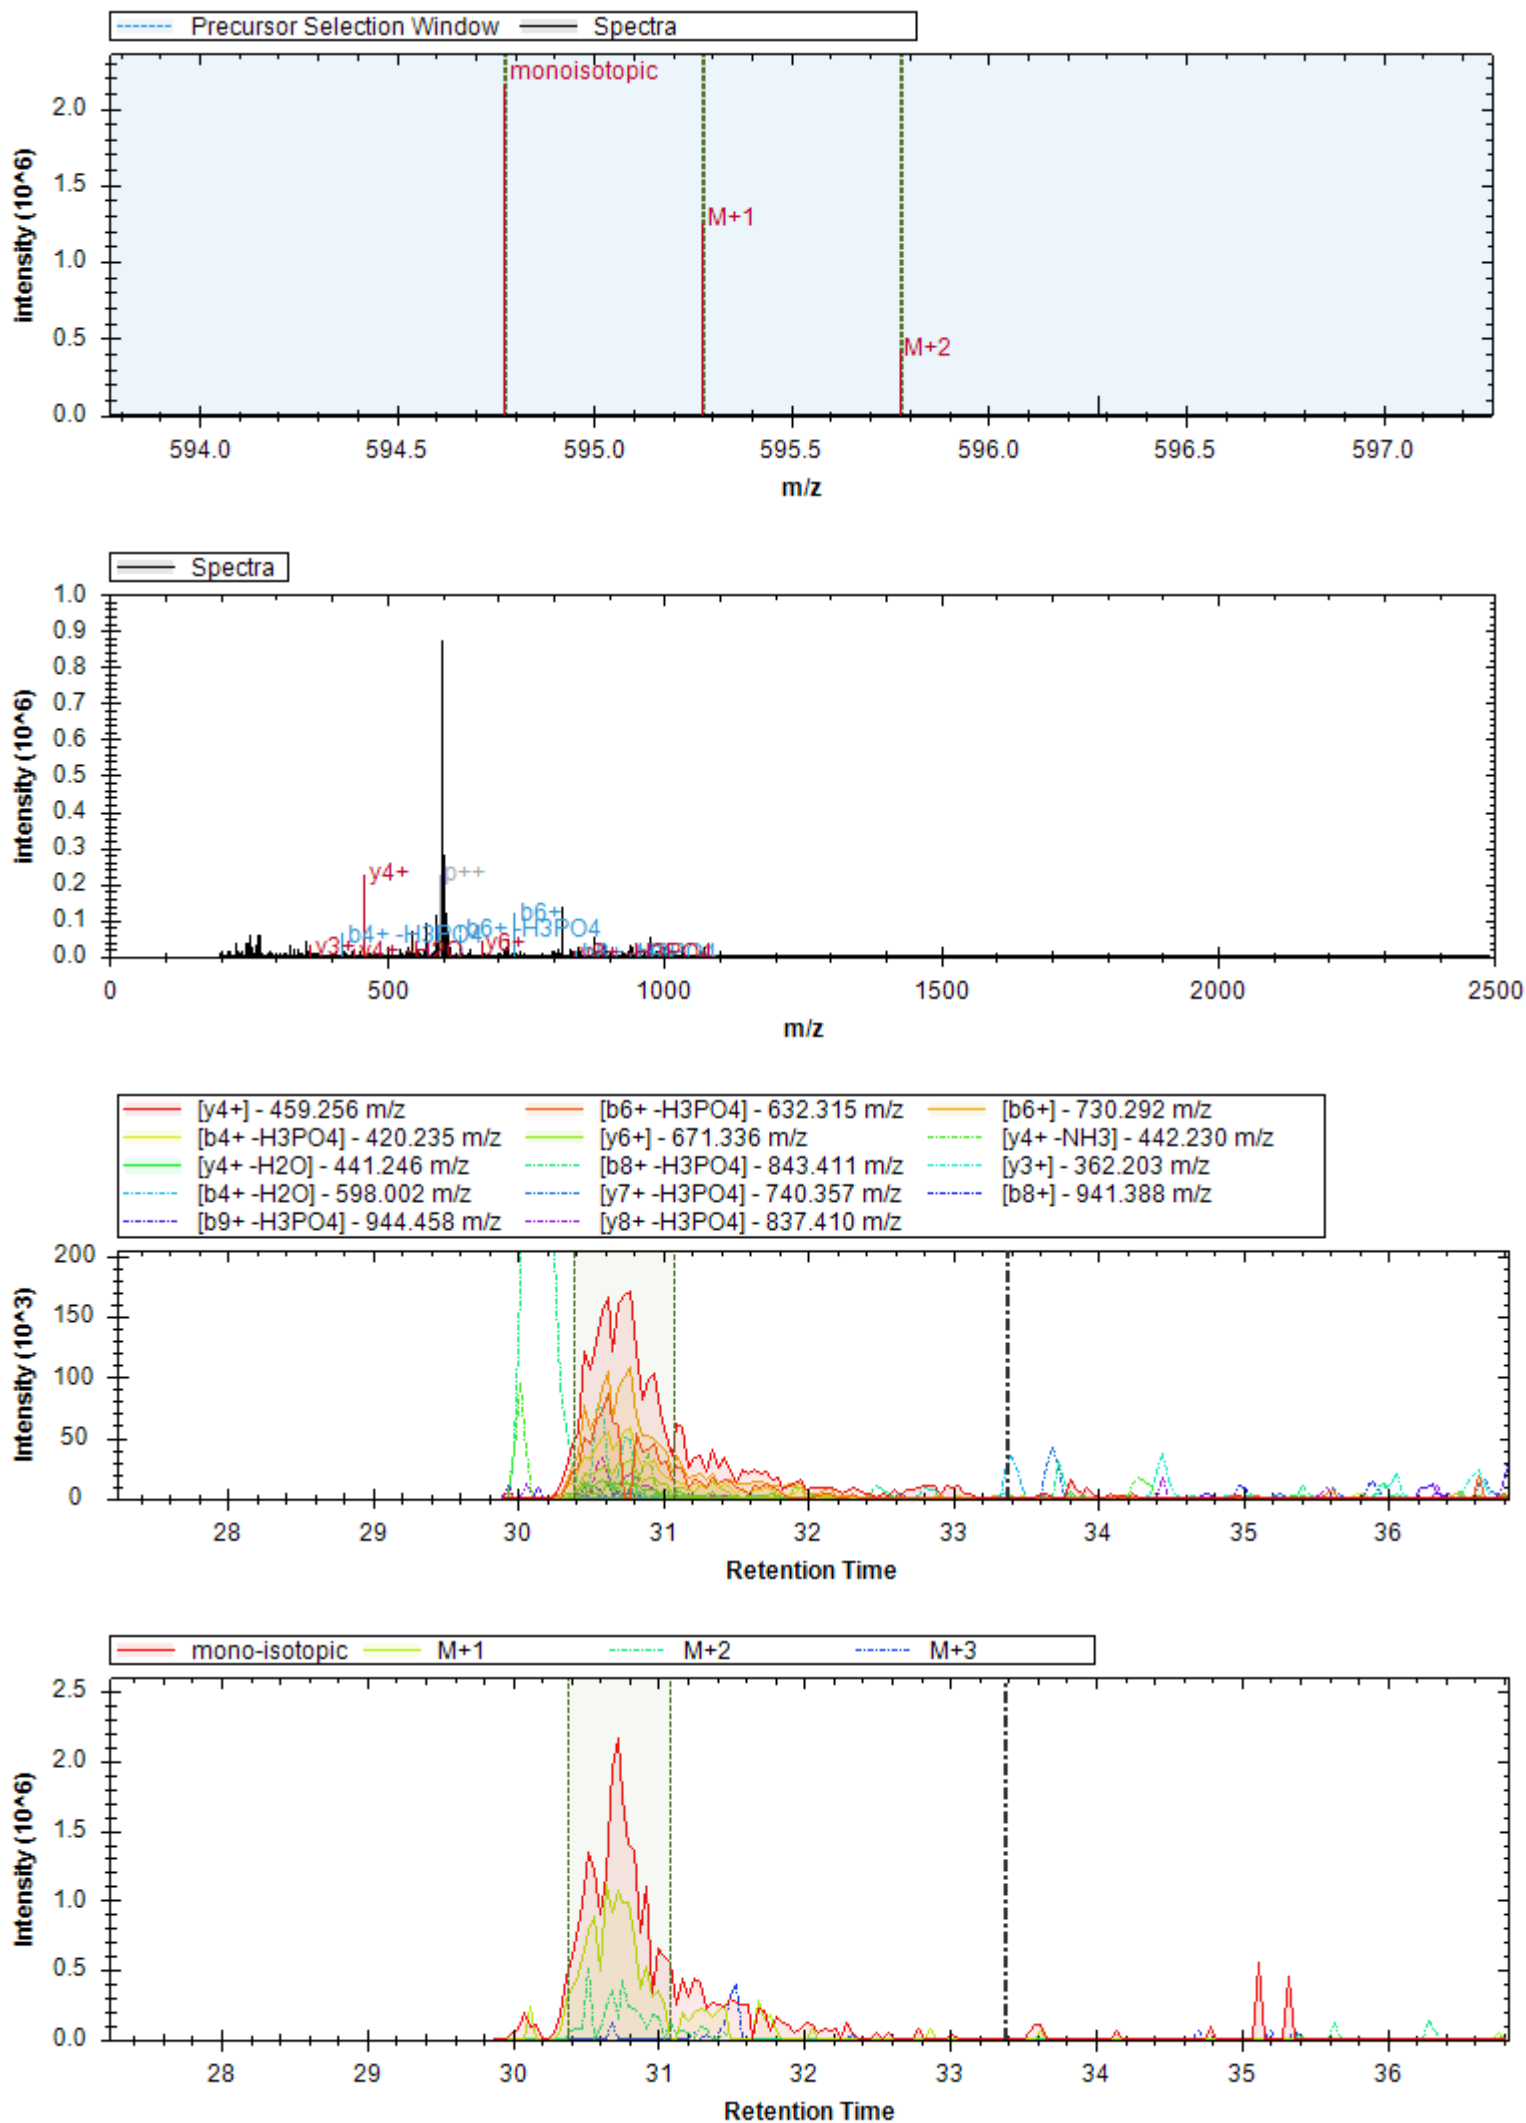 Precursor Selection Window Spectra
monoisotopic
M+1
M+2
2.0
1.5
1.0
0.5
0.0
intensity (10^6)
594.0 594.5 595.0 595.5 596.0 596.5 597.0
m/z
Spectra
1.0
0.9
0.8
0.7
0.6
0.5
0.4
0.3
0.2
0.1
0.0
intensity (10^6)
y4+ p++
b6+
b4+ -H3PO4 b6+ -H3PO4
y3+ y4+ -H2O y6+
0 500 1000 1500 2000 2500
m/z
[y4+] - 459.256 m/z [b6+ -H3PO4] - 632.315 m/z [b6+] - 730.292 m/z
[b4+ -H3PO4] - 420.235 m/z [y6+] - 671.336 m/z [y4+ -NH3] - 442.230 m/z
[y4+ -H2O] - 441.246 m/z [b8+ -H3PO4] - 843.411 m/z [y3+] - 362.203 m/z
[b4+ -H2O] - 598.002 m/z [y7+ -H3PO4] - 740.357 m/z [b8+] - 941.388 m/z
[b9+ -H3PO4] - 944.458 m/z [y8+ -H3PO4] - 837.410 m/z
200
150
100
50
0
Intensity (10^3)
28 29 30 31 32 33 34 35 36
Retention Time
mono-isotopic M+1 M+2 M+3
2.5
2.0
1.5
1.0
0.5
0.0
Intensity (10^6)
28 29 30 31 32 33 34 35 36
Retention Time